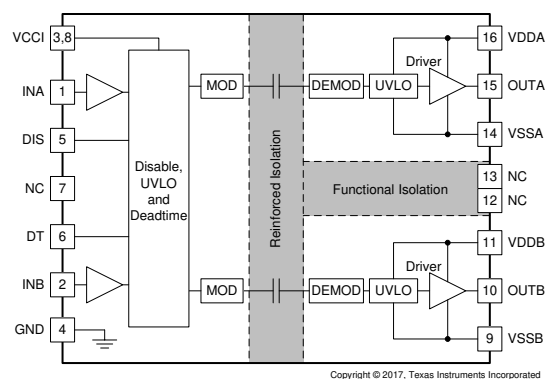 VCCI 3,8
INA 1
DIS 5
NC 7
DT 6
INB 2
GND 4
Disable,
UVLO
and
Deadtime
MOD
MOD
Reinforced Isolation
DEMOD UVLO
Driver
16 VDDA
15 OUTA
14 VSSA
Functional Isolation
13 NC
12 NC
11 VDDB
Driver
DEMOD UVLO
10 OUTB
9 VSSB
Copyright © 2017, Texas Instruments Incorporated